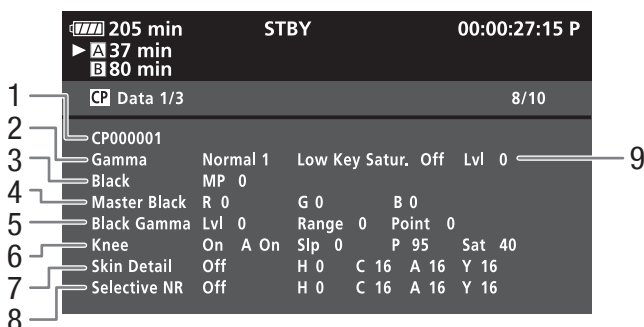 205 min STBY 00:00:27:15 P
A 37 min
B 80 min
CP Data 1/3 8/10
1 CP000001
2 Gamma Normal 1 Low Key Satur. Off Lvl 0 9
3 Black MP 0
4 Master Black R 0 G 0 B 0
5 Black Gamma Lvl 0 Range 0 Point 0
6 Knee On A On Slp 0 P 95 Sat 40
7 Skin Detail Off H 0 C 16 A 16 Y 16
8 Selective NR Off H 0 C 16 A 16 Y 16